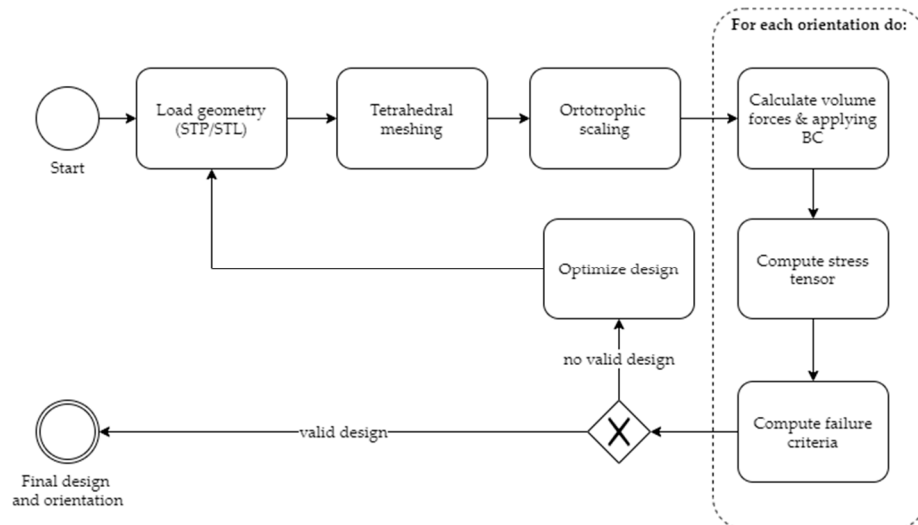 For each orientation do:
Start
Load geometry
(STP/STL)
Tetrahedral
meshing
Ortotrophic
scaling
Calculate volume
forces & applying
BC
Compute stress
tensor
Compute failure
criteria
Optimize design
no valid design
valid design
Final design
and orientation